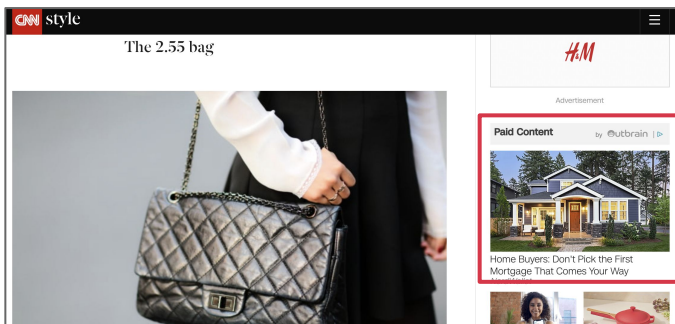 CNN style
The 2.55 bag
H&M
Advertisement
Paid Content
by Outbrain
Home Buyers: Don't Pick the First
Mortgage That Comes Your Way